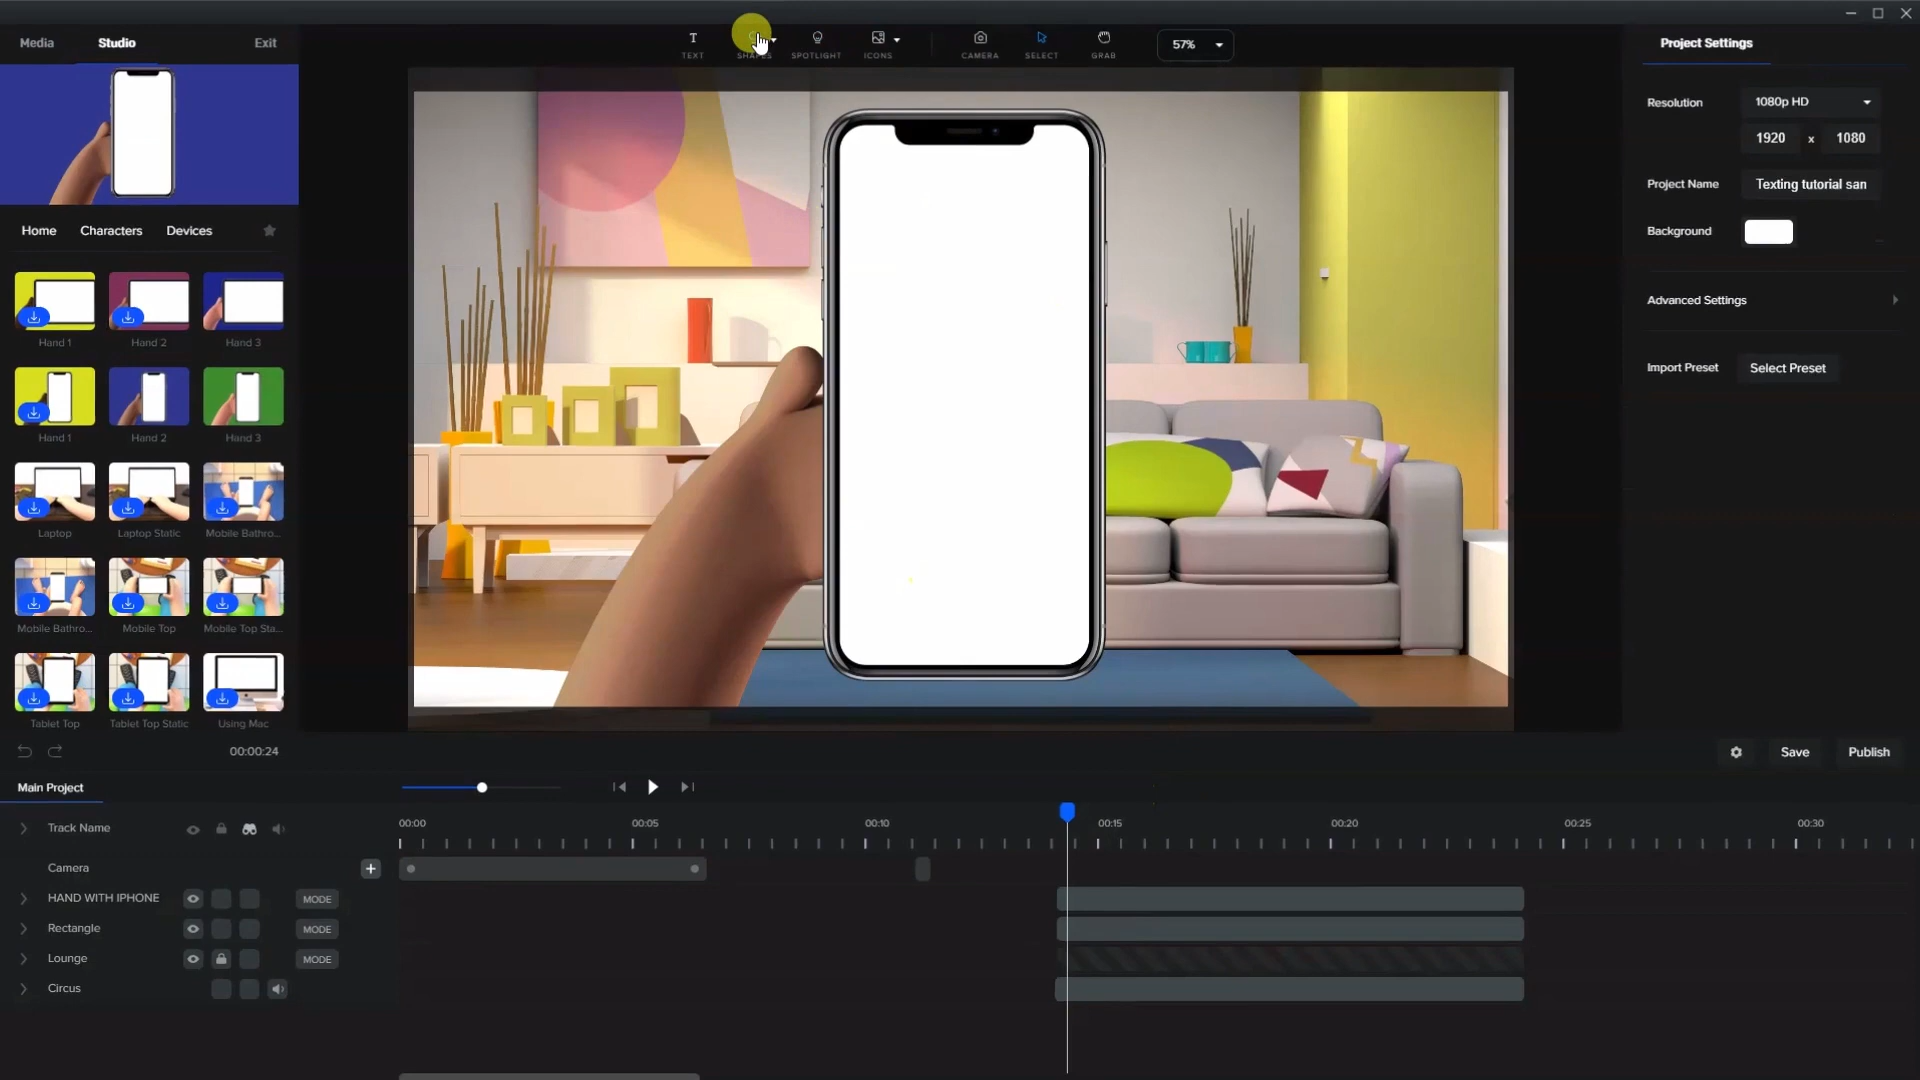 Media
Studio
Exit
TEXT
SHAPES
SPOTLIGHT
ICONS
CAMERA
SELECT
GRAB
57%
Project Settings
Resolution
1080p HD
1920 x 1080
Project Name
Texting tutorial san
Background
Advanced Settings
Import Preset
Select Preset
Home
Characters
Devices
Hand 1
Hand 2
Hand 3
Hand 1
Hand 2
Hand 3
Laptop
Laptop Static
Mobile Bathro...
Mobile Bathro...
Mobile Top
Mobile Top Sta...
Tablet Top
Tablet Top Static
Using Mac
00:00:24
Save
Publish
Main Project
Track Name
00:00
00:05
00:10
00:15
00:20
00:25
00:30
Camera
HAND WITH IPHONE
MODE
Rectangle
MODE
Lounge
MODE
Circus